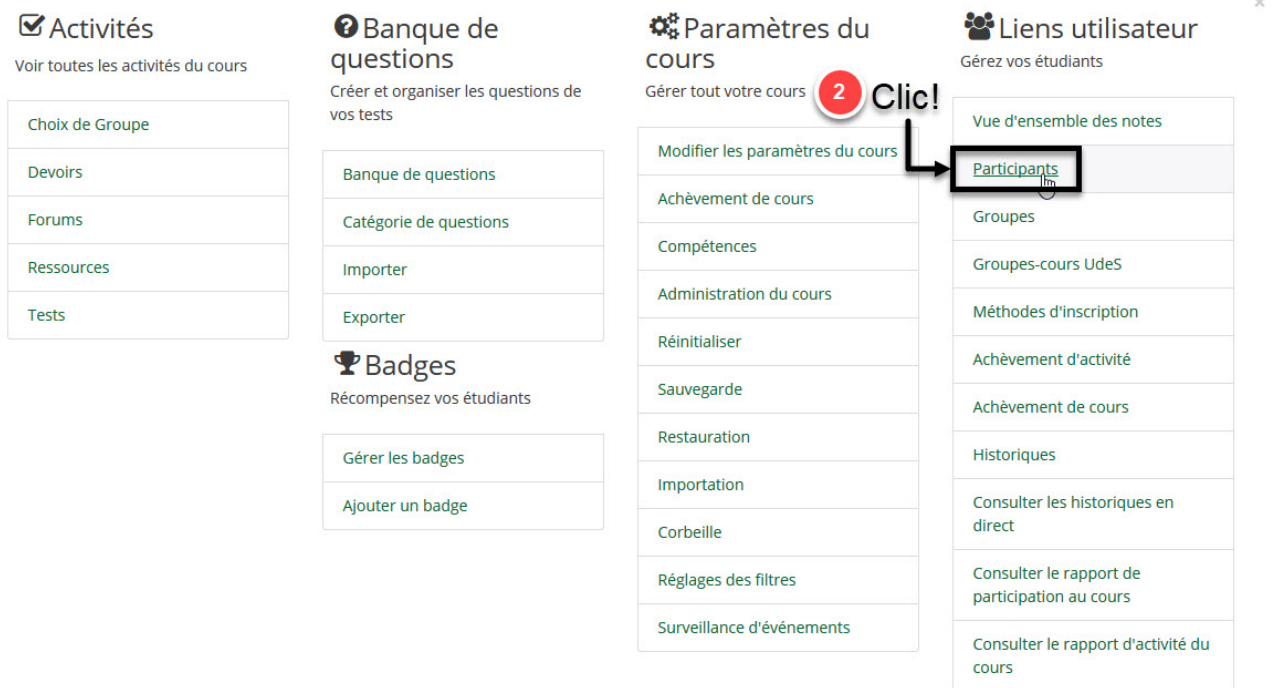 Activités
Voir toutes les activités du cours
Choix de Groupe
Devoirs
Forums
Ressources
Tests
Banque de
questions
Créer et organiser les questions de
vos tests
Banque de questions
Catégorie de questions
Importer
Exporter
Badges
Récompensez vos étudiants
Gérer les badges
Ajouter un badge
Paramètres du
cours
Gérer tout votre cours
2 Clic!
Modifier les paramètres du cours
Achèvement de cours
Compétences
Administration du cours
Réinitialiser
Sauvegarde
Restauration
Importation
Corbeille
Réglages des filtres
Surveillance d'événements
Liens utilisateur
Gérez vos étudiants
Vue d'ensemble des notes
Participants
Groupes
Groupes-cours UdeS
Méthodes d'inscription
Achèvement d'activité
Achèvement de cours
Historiques
Consulter les historiques en
direct
Consulter le rapport de
participation au cours
Consulter le rapport d'activité du
cours